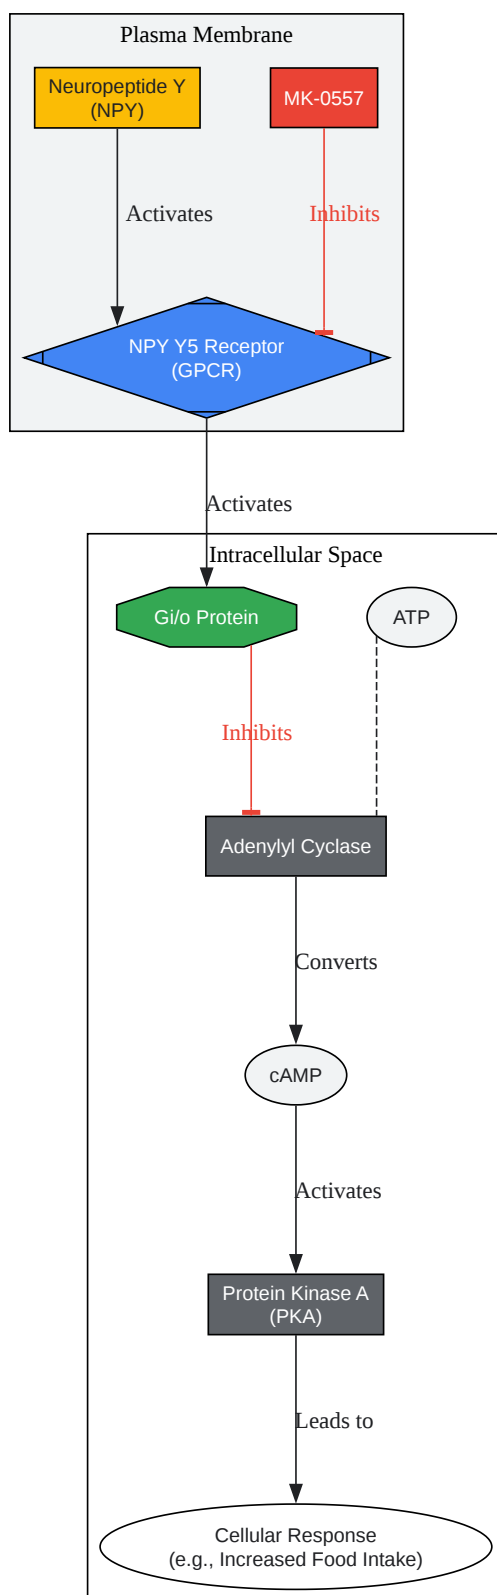 Plasma Membrane
Neuropeptide Y
(NPY)
MK-0557
Activates
Inhibits
NPY Y5 Receptor
(GPCR)
Activates
Intracellular Space
Gi/o Protein
ATP
Inhibits
Adenylyl Cyclase
Converts
cAMP
Activates
Protein Kinase A
(PKA)
Leads to
Cellular Response
(e.g., Increased Food Intake)